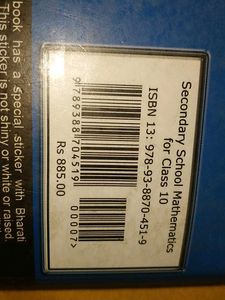 Secondary School Mathematics
for Class 10
ISBN 13: 978-93-8870-451-9
9789388704519
00007>
Rs 885.00
book has a special sticker with Bharati
This sticker is not shiny or white or raised.